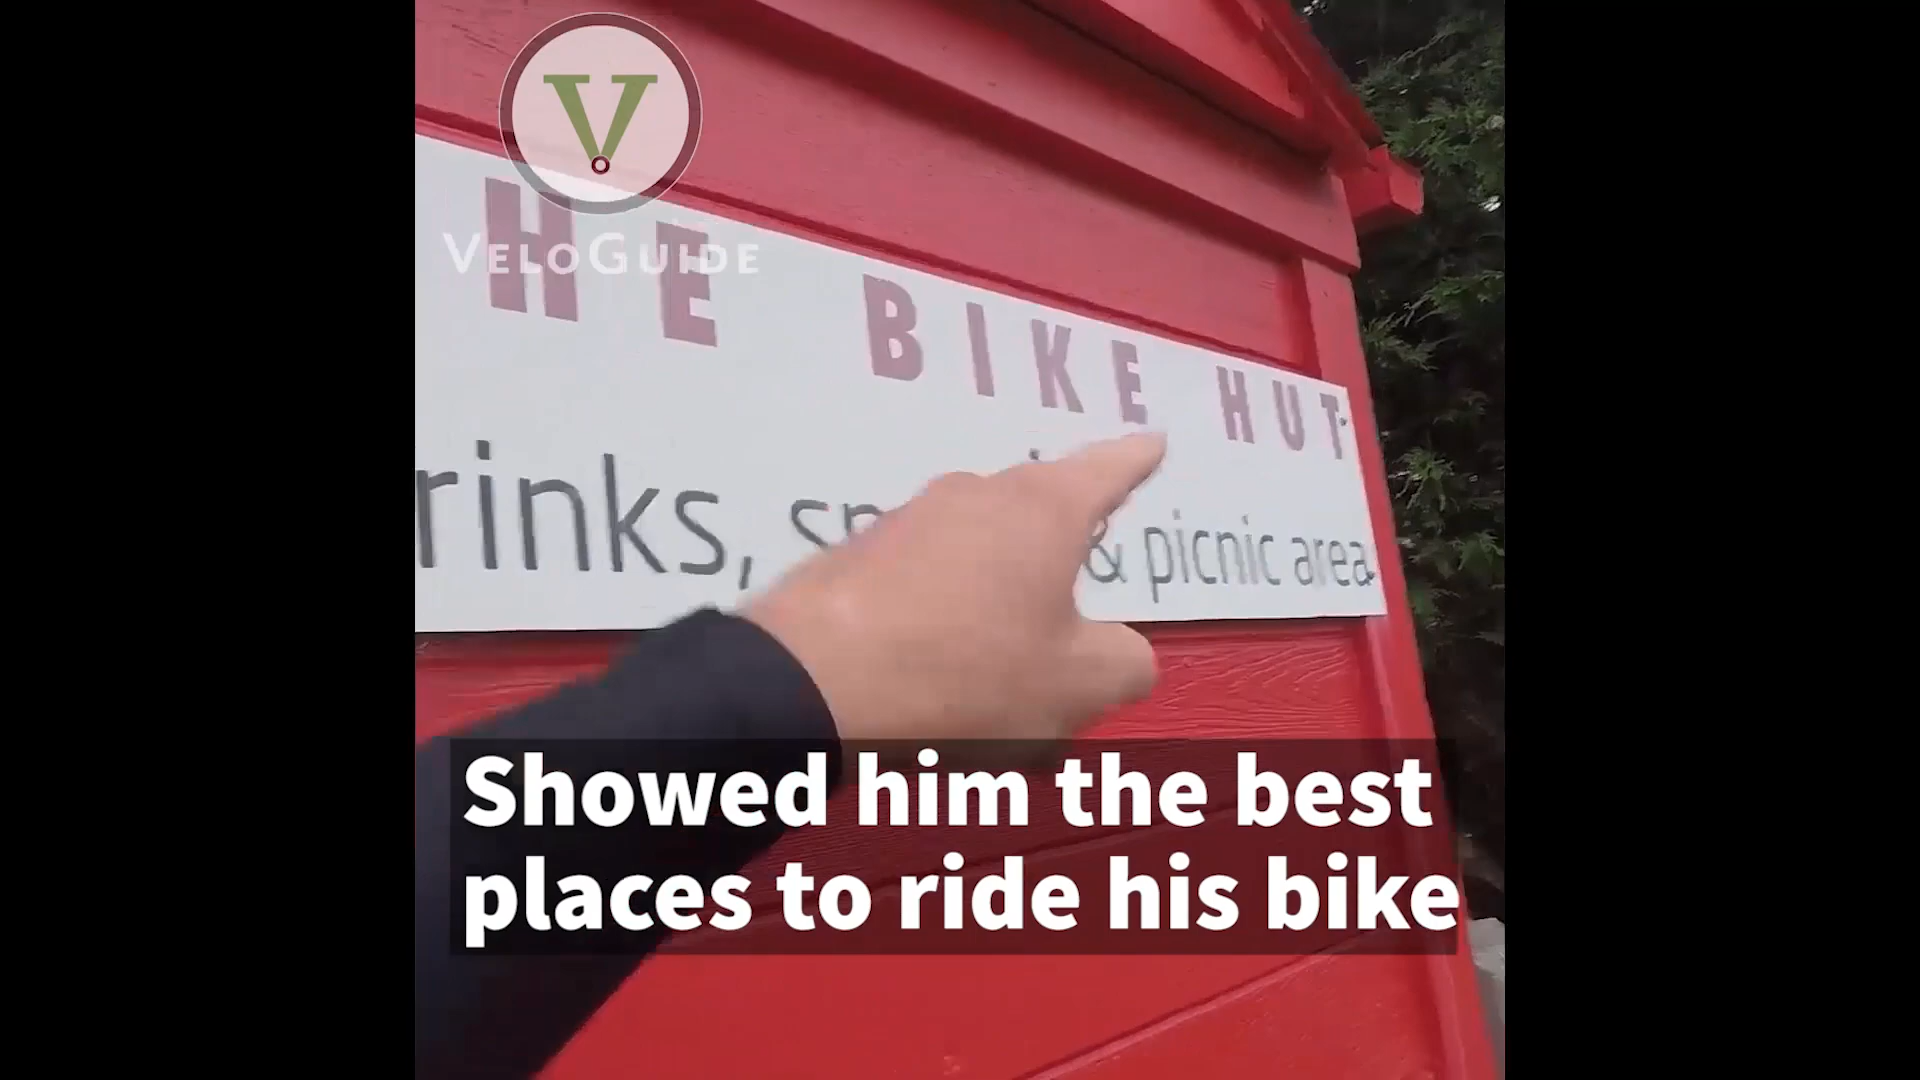 V
VELOGUIDE
HE BIKE HUT
rinks, & picnic area
Showed him the best
places to ride his bike